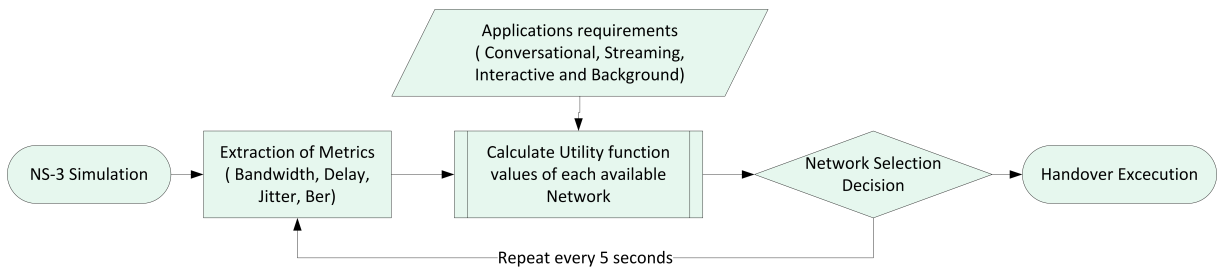 Applications requirements
( Conversational, Streaming,
Interactive and Background)
NS-3 Simulation
Extraction of Metrics
( Bandwidth, Delay,
Jitter, Ber)
Calculate Utility function
values of each available
Network
Network Selection
Decision
Handover Excecution
Repeat every 5 seconds